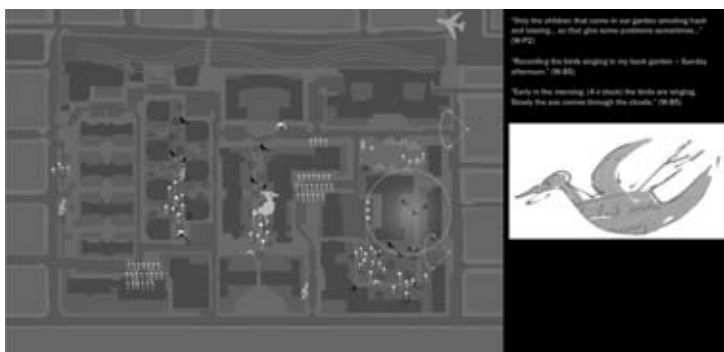 "Only the children that come in our garden smoking hash
and kissing... so that give some problems sometimes..."
(W-P2)
"Recording the birds singing in my back garden – Sunday
afternoon." (W-B5)
"Early in the morning, (4 o'clock) the birds are singing.
Slowly the sun comes through the clouds." (W-B5)